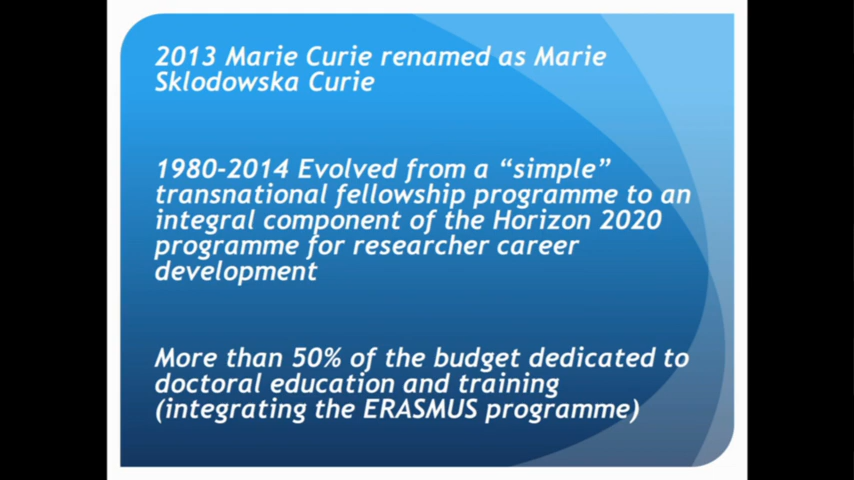 2013 Marie Curie renamed as Marie
Sklodowska Curie
1980-2014 Evolved from a “simple”
transnational fellowship programme to an
integral component of the Horizon 2020
programme for researcher career
development
More than 50% of the budget dedicated to
doctoral education and training
(integrating the ERASMUS programme)